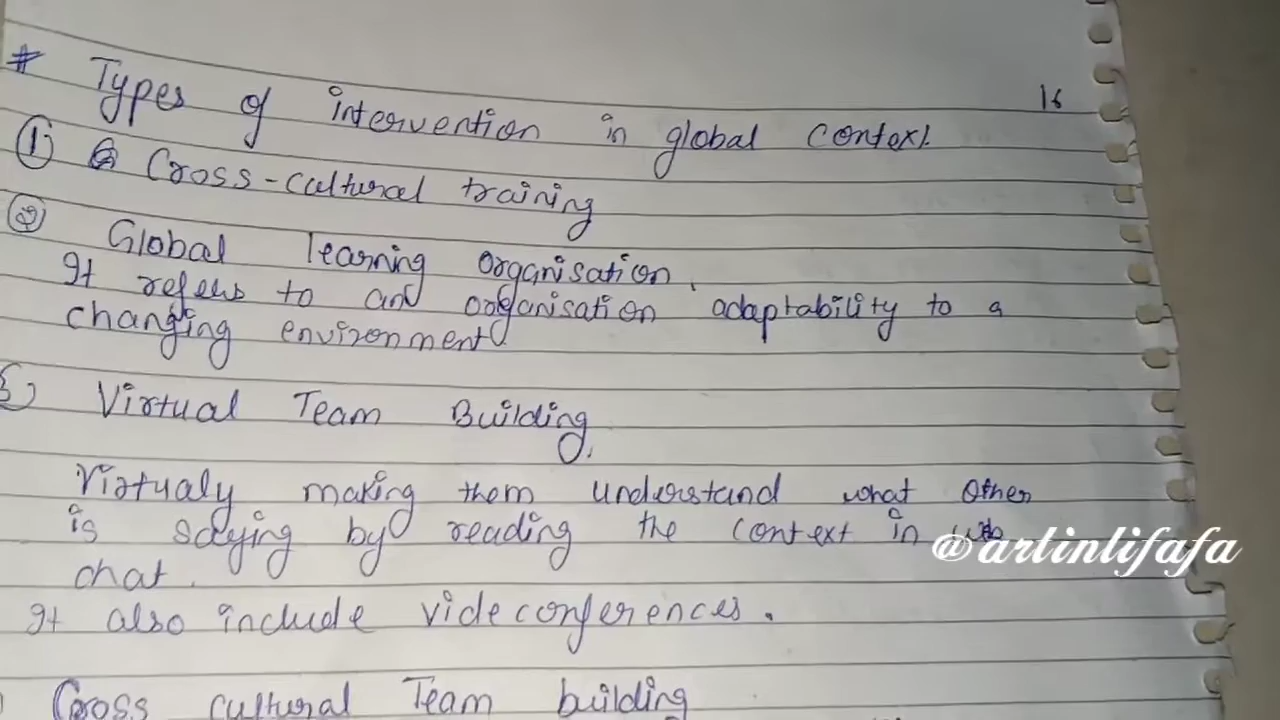 # Types of intervention in global context.
16
① Cross-cultural training
② Global learning organisation.
It refers to an organisation adaptability to a
changing environment.
Virtual Team Building.
Virtualy making them understand what other
is saying by reading the context in
chat.
It also include videconferences.
Cross cultural Team building
@artinlifafa